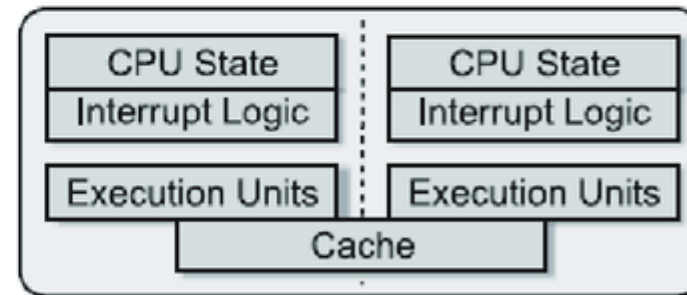 CPU State
Interrupt Logic
Execution Units
CPU State
Interrupt Logic
Execution Units
Cache